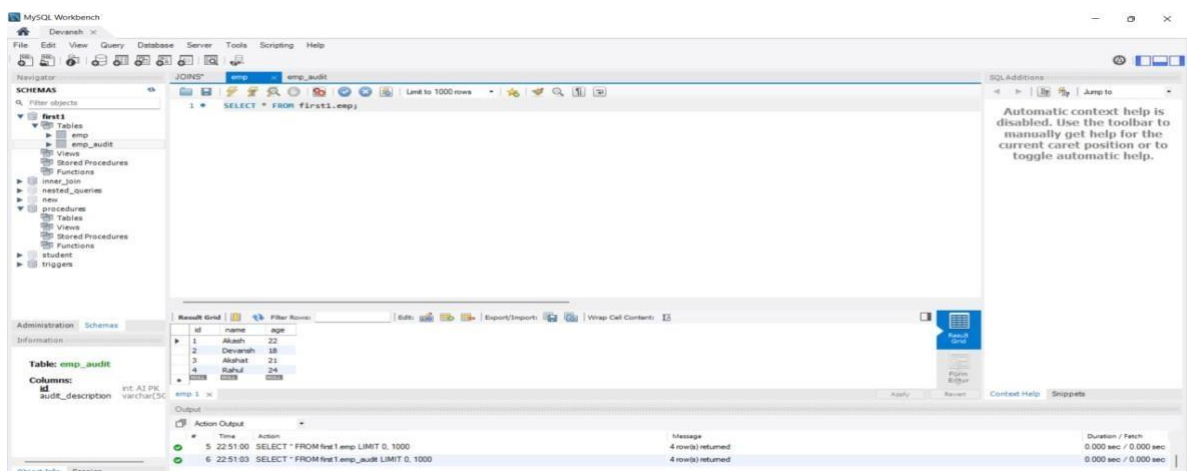 MySQL Workbench
Devansh
File Edit View Query Database Server Tools Scripting Help
Navigator
SCHEMAS
Filter objects
first1
Tables
emp
emp_audit
Views
Stored Procedures
Functions
inner_join
nested_queries
new
procedures
Tables
Views
Stored Procedures
Functions
student
triggers
Administration Schemas
Information
Table: emp_audit
Columns:
id int AI PK
audit_description varchar(50
JOINS* emp emp_audit
Limit to 1000 rows
1 SELECT * FROM first1.emp;
Result Grid Filter Rows: Edit: Export/Import: Wrap Cell Content:
id name age
1 Akash 22
2 Devansh 18
3 Akshat 21
4 Rahul 24
NULL NULL NULL
Result Grid
Form Editor
emp 1 Apply Revert
Output
Action Output
# Time Action Message Duration / Fetch
5 22:51:00 SELECT * FROM first1.emp LIMIT 0, 1000 4 row(s) returned 0.000 sec / 0.000 sec
6 22:51:03 SELECT * FROM first1.emp_audit LIMIT 0, 1000 4 row(s) returned 0.000 sec / 0.000 sec
SQLAdditions
Jump to
Automatic context help is
disabled. Use the toolbar to
manually get help for the
current caret position or to
toggle automatic help.
Context Help Snippets